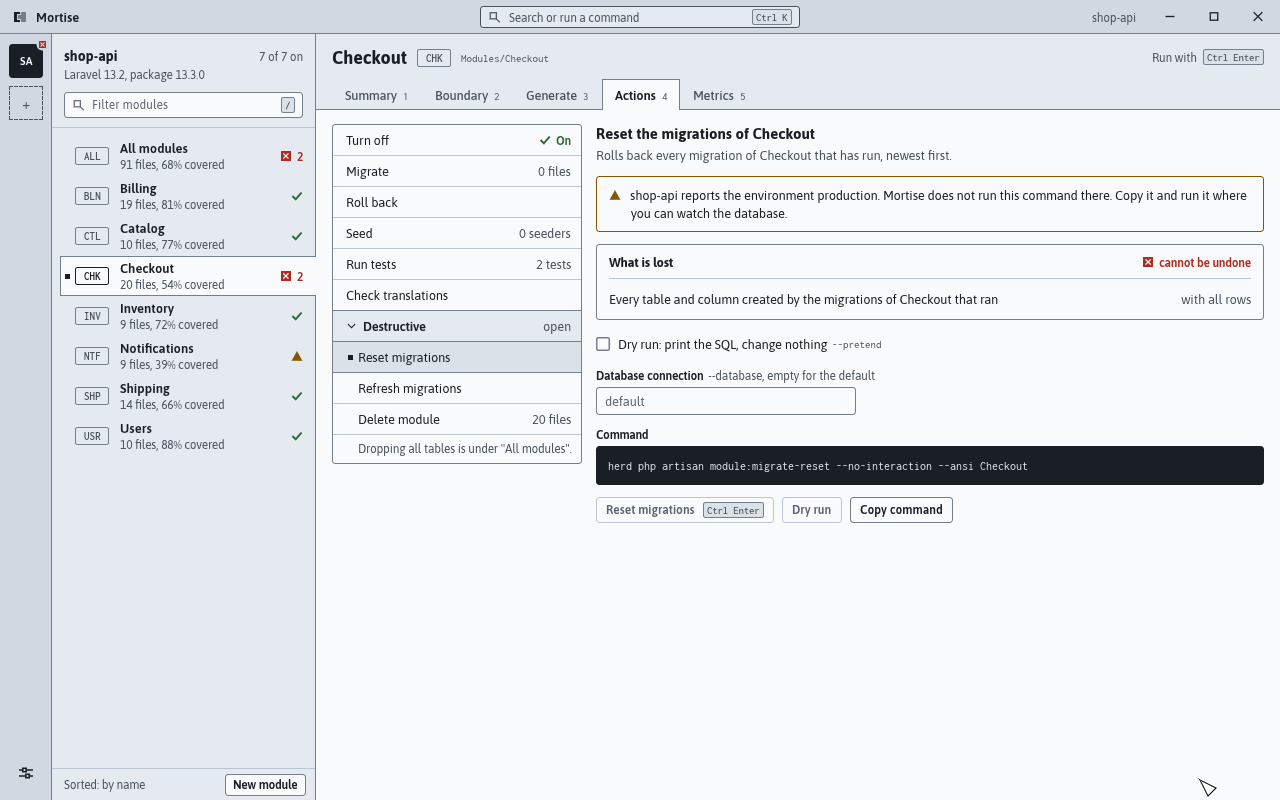 Mortise
Search or run a command Ctrl K
shop-api
SA
+
shop-api 7 of 7 on
Laravel 13.2, package 13.3.0
Filter modules /
ALL All modules 2
91 files, 68% covered
BLN Billing
19 files, 81% covered
CTL Catalog
10 files, 77% covered
CHK Checkout 2
20 files, 54% covered
INV Inventory
9 files, 72% covered
NTF Notifications
9 files, 39% covered
SHP Shipping
14 files, 66% covered
USR Users
10 files, 88% covered
Sorted: by name New module
Checkout CHK Modules/Checkout Run with Ctrl Enter
Summary 1 Boundary 2 Generate 3 Actions 4 Metrics 5
Turn off On
Migrate 0 files
Roll back
Seed 0 seeders
Run tests 2 tests
Check translations
Destructive open
Reset migrations
Refresh migrations
Delete module 20 files
Dropping all tables is under "All modules".
Reset the migrations of Checkout
Rolls back every migration of Checkout that has run, newest first.
shop-api reports the environment production. Mortise does not run this command there. Copy it and run it where
you can watch the database.
What is lost cannot be undone
Every table and column created by the migrations of Checkout that ran with all rows
Dry run: print the SQL, change nothing --pretend
Database connection --database, empty for the default
default
Command
herd php artisan module:migrate-reset --no-interaction --ansi Checkout
Reset migrations Ctrl Enter Dry run Copy command